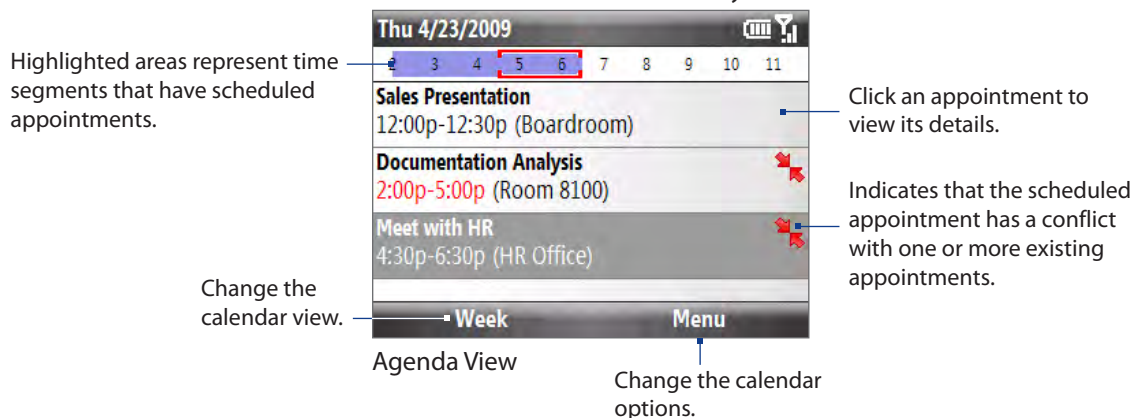 Thu 4/23/2009
2 3 4 5 6 7 8 9 10 11
Highlighted areas represent time
segments that have scheduled
appointments.
Sales Presentation
12:00p-12:30p (Boardroom)
Click an appointment to
view its details.
Documentation Analysis
2:00p-5:00p (Room 8100)
Meet with HR
4:30p-6:30p (HR Office)
Indicates that the scheduled
appointment has a conflict
with one or more existing
appointments.
Change the
calendar view.
Week
Menu
Agenda View
Change the calendar
options.